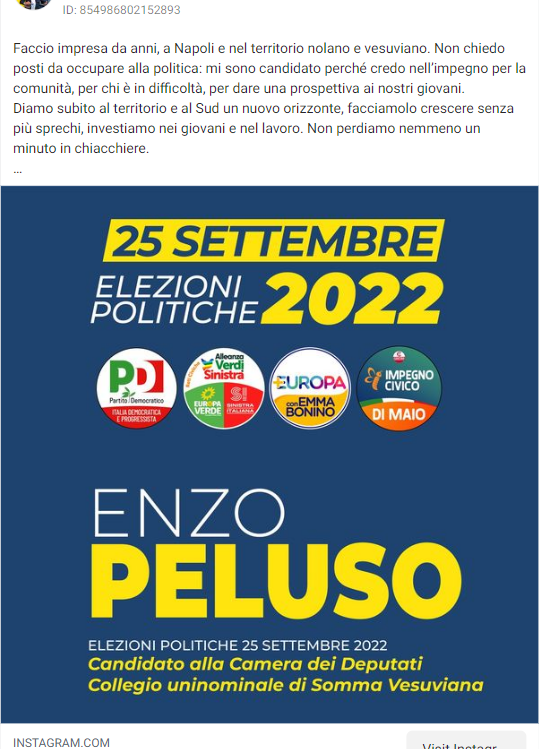 ID: 854986802152893
Faccio impresa da anni, a Napoli e nel territorio nolano e vesuviano. Non chiedo
posti da occupare alla politica: mi sono candidato perché credo nell'impegno per la
comunità, per chi è in difficoltà, per dare una prospettiva ai nostri giovani.
Diamo subito al territorio e al Sud un nuovo orizzonte, facciamolo crescere senza
più sprechi, investiamo nei giovani e nel lavoro. Non perdiamo nemmeno un
minuto in chiacchiere.
...
25 SETTEMBRE
ELEZIONI
POLITICHE 2022
PD
Partito Democratico
ITALIA DEMOCRATICA
E PROGRESSISTA
Alleanza
Verdi
Sinistra
EUROPA
VERDE
SI
SINISTRA
ITALIANA
+EUROPA
con EMMA
BONINO
IMPEGNO
CIVICO
DI MAIO
ENZO
PELUSO
ELEZIONI POLITICHE 25 SETTEMBRE 2022
Candidato alla Camera dei Deputati
Collegio uninominale di Somma Vesuviana
INSTAGRAM.COM
Visit Instagr